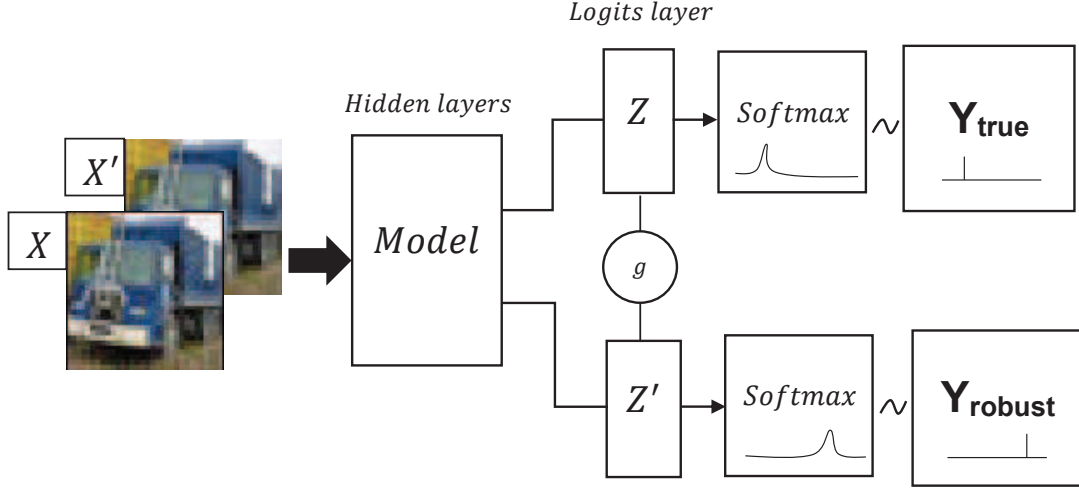 Logits layer
Hidden layers
X'
X
Model
Z
Softmax
~
Y_true
g
Z'
Softmax
~
Y_robust